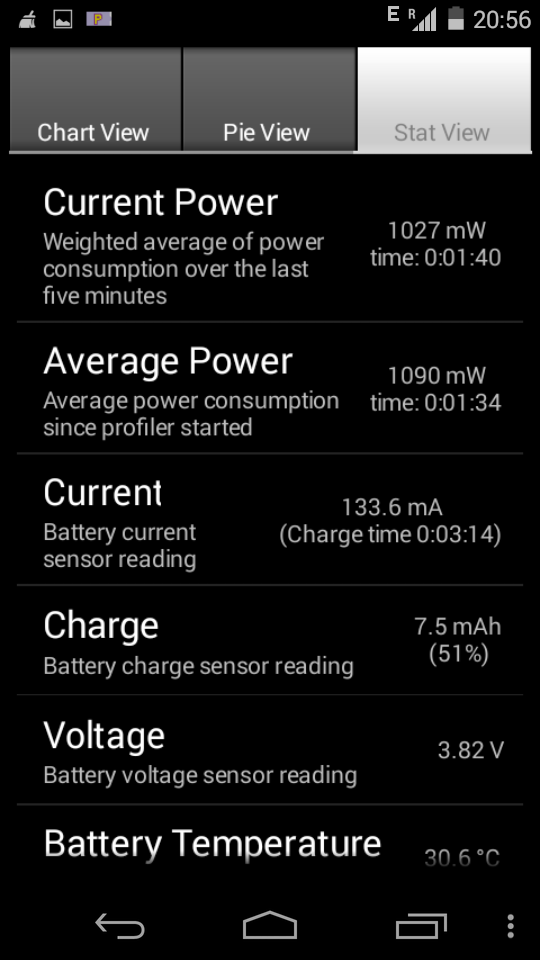 E R 20:56
P
Chart View Pie View Stat View
Current Power
Weighted average of power
consumption over the last
five minutes
1027 mW
time: 0:01:40
Average Power
Average power consumption
since profiler started
1090 mW
time: 0:01:34
Current
Battery current
sensor reading
133.6 mA
(Charge time 0:03:14)
Charge
Battery charge sensor reading
7.5 mAh
(51%)
Voltage
Battery voltage sensor reading
3.82 V
Battery Temperature
30.6 °C